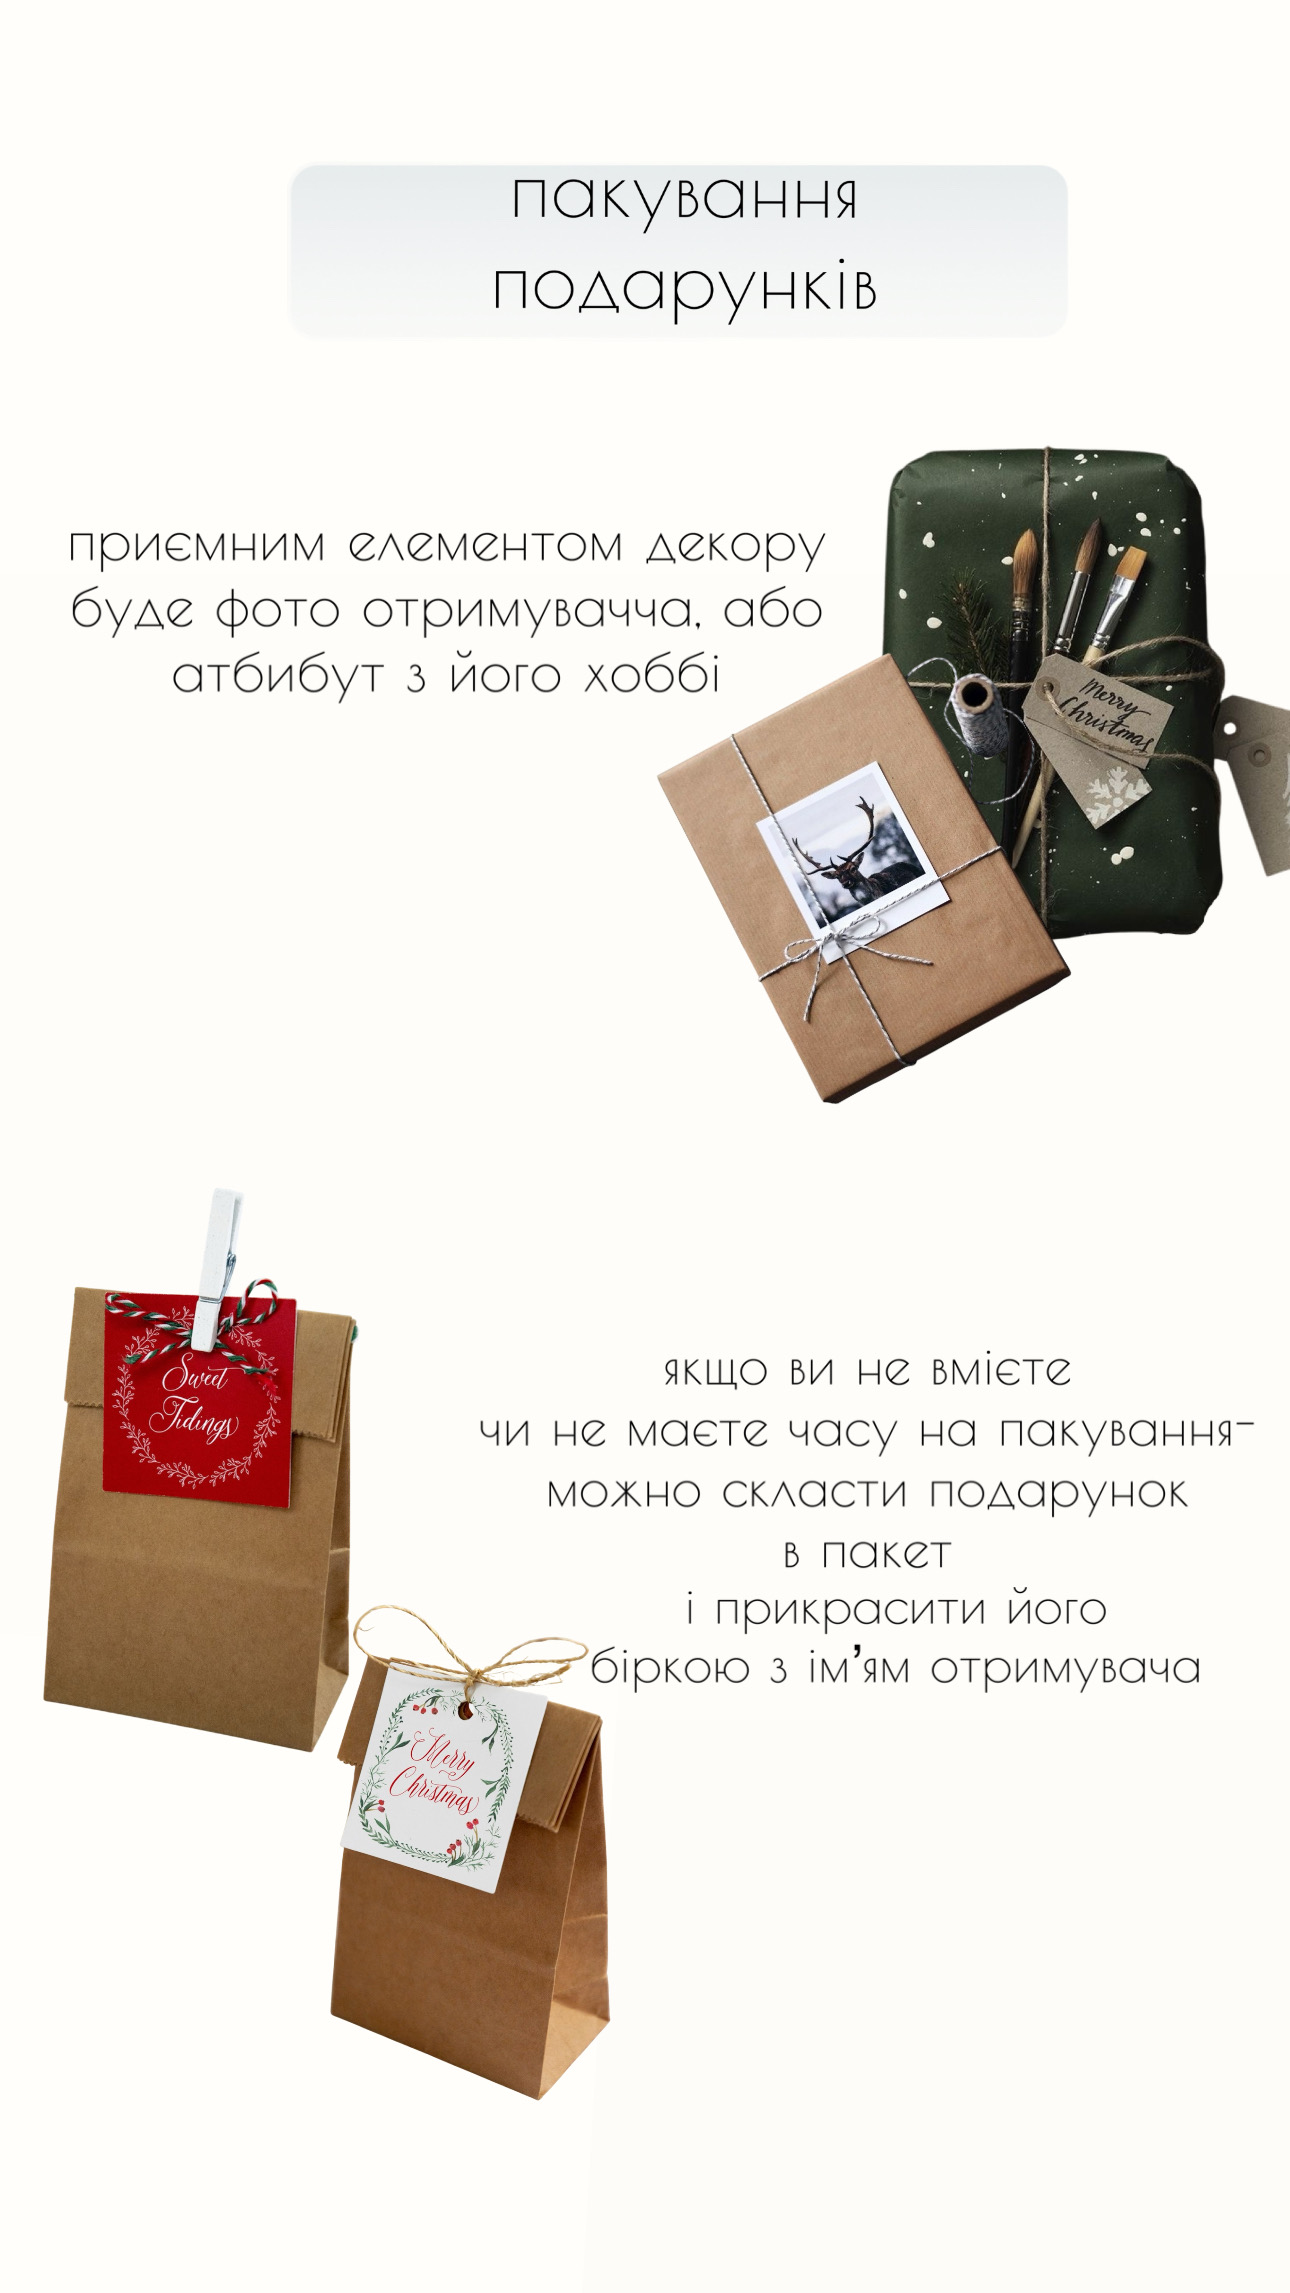 пакування
подарунків
приємним елементом декору
буде фото отримувачча, або
атбибут з його хоббі
Merry
Christmas
Sweet
Tidings
якщо ви не вмієте
чи не маєте часу на пакування-
можно скласти подарунок
в пакет
і прикрасити його
біркою з ім’ям отримувача
Merry
Christmas